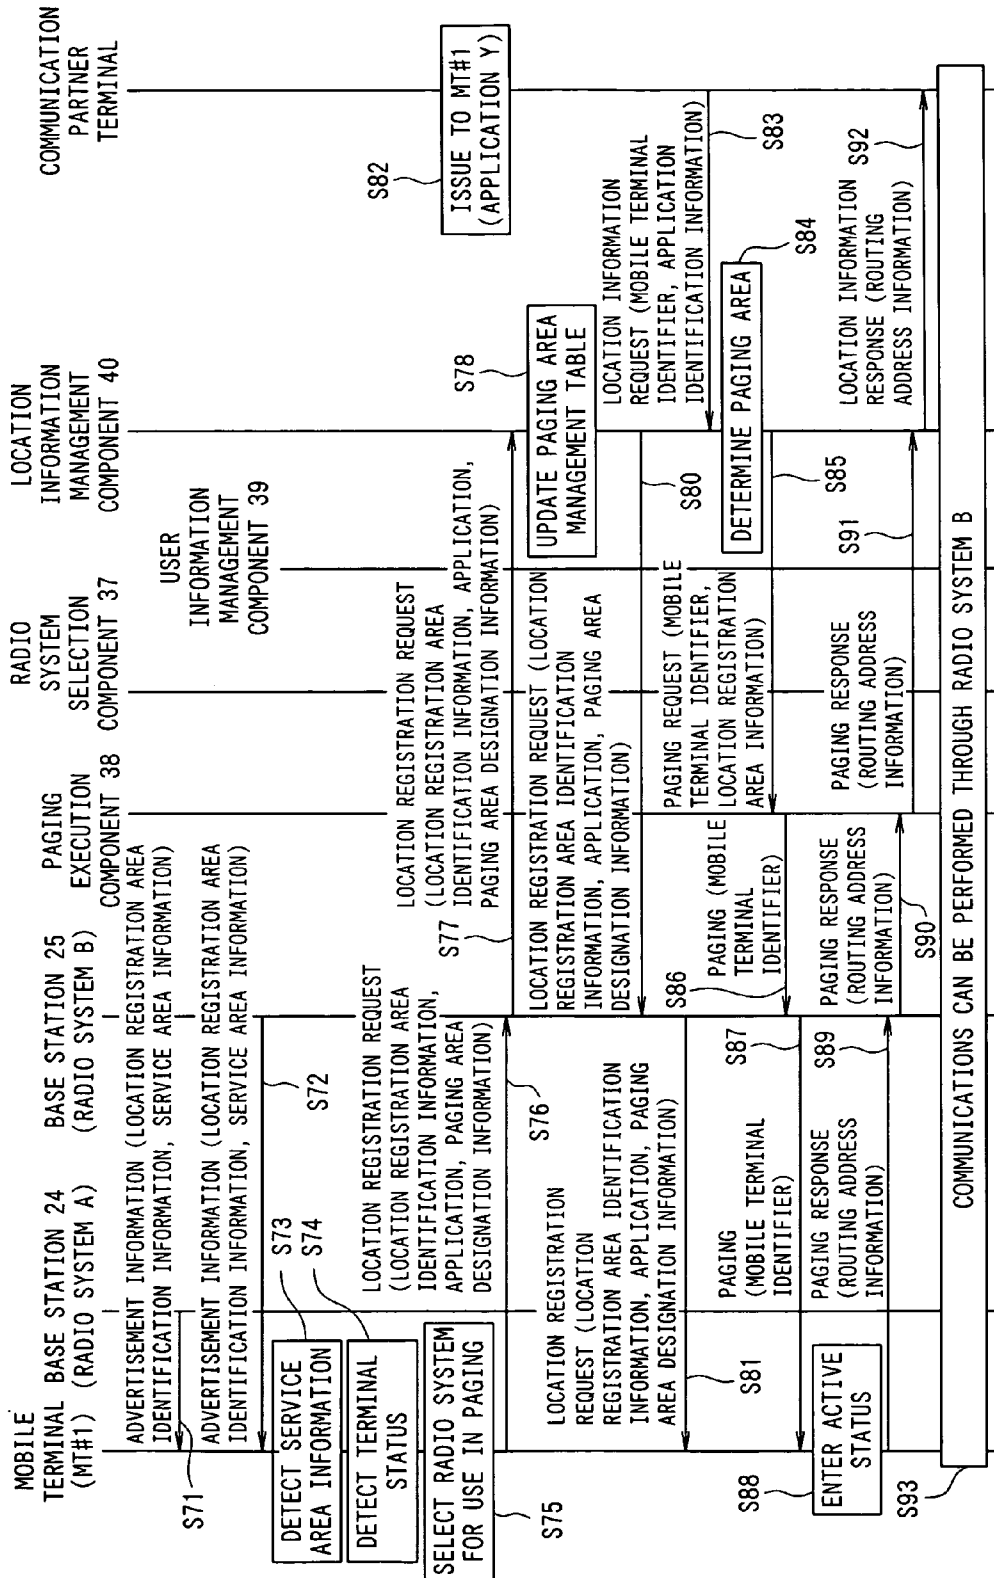 MOBILE
TERMINAL
(MT#1)
BASE STATION 24
(RADIO SYSTEM A)
BASE STATION 25
(RADIO SYSTEM B)
PAGING
EXECUTION
COMPONENT 38
RADIO
SYSTEM
SELECTION
COMPONENT 37
USER
INFORMATION
MANAGEMENT
COMPONENT 39
LOCATION
INFORMATION
MANAGEMENT
COMPONENT 40
COMMUNICATION
PARTNER
TERMINAL
ADVERTISEMENT INFORMATION (LOCATION REGISTRATION AREA
IDENTIFICATION INFORMATION, SERVICE AREA INFORMATION)
S71
ADVERTISEMENT INFORMATION (LOCATION REGISTRATION AREA
IDENTIFICATION INFORMATION, SERVICE AREA INFORMATION)
S72
DETECT SERVICE
AREA INFORMATION
S73
DETECT TERMINAL
STATUS
S74
SELECT RADIO SYSTEM
FOR USE IN PAGING
S75
LOCATION REGISTRATION REQUEST
(LOCATION REGISTRATION AREA
IDENTIFICATION INFORMATION,
APPLICATION, PAGING AREA
DESIGNATION INFORMATION)
S76
LOCATION REGISTRATION REQUEST
(LOCATION REGISTRATION AREA
IDENTIFICATION INFORMATION, APPLICATION,
PAGING AREA DESIGNATION INFORMATION)
S77
UPDATE PAGING AREA
MANAGEMENT TABLE
S78
LOCATION REGISTRATION REQUEST (LOCATION
REGISTRATION AREA IDENTIFICATION
INFORMATION, APPLICATION, PAGING AREA
DESIGNATION INFORMATION)
S80
LOCATION REGISTRATION
REQUEST (LOCATION
REGISTRATION AREA IDENTIFICATION
INFORMATION, APPLICATION, PAGING
AREA DESIGNATION INFORMATION)
S81
ISSUE TO MT#1
(APPLICATION Y)
S82
LOCATION INFORMATION
REQUEST (MOBILE TERMINAL
IDENTIFIER, APPLICATION
IDENTIFICATION INFORMATION)
S83
DETERMINE PAGING AREA
S84
PAGING REQUEST (MOBILE
TERMINAL IDENTIFIER,
LOCATION REGISTRATION
AREA INFORMATION)
S85
PAGING (MOBILE
TERMINAL
IDENTIFIER)
S86
PAGING
(MOBILE TERMINAL
IDENTIFIER)
S87
ENTER ACTIVE
STATUS
S88
PAGING RESPONSE
(ROUTING ADDRESS
INFORMATION)
S89
PAGING RESPONSE
(ROUTING ADDRESS
INFORMATION)
S90
PAGING RESPONSE
(ROUTING ADDRESS
INFORMATION)
S91
LOCATION INFORMATION
RESPONSE (ROUTING
ADDRESS INFORMATION)
S92
COMMUNICATIONS CAN BE PERFORMED THROUGH RADIO SYSTEM B
S93